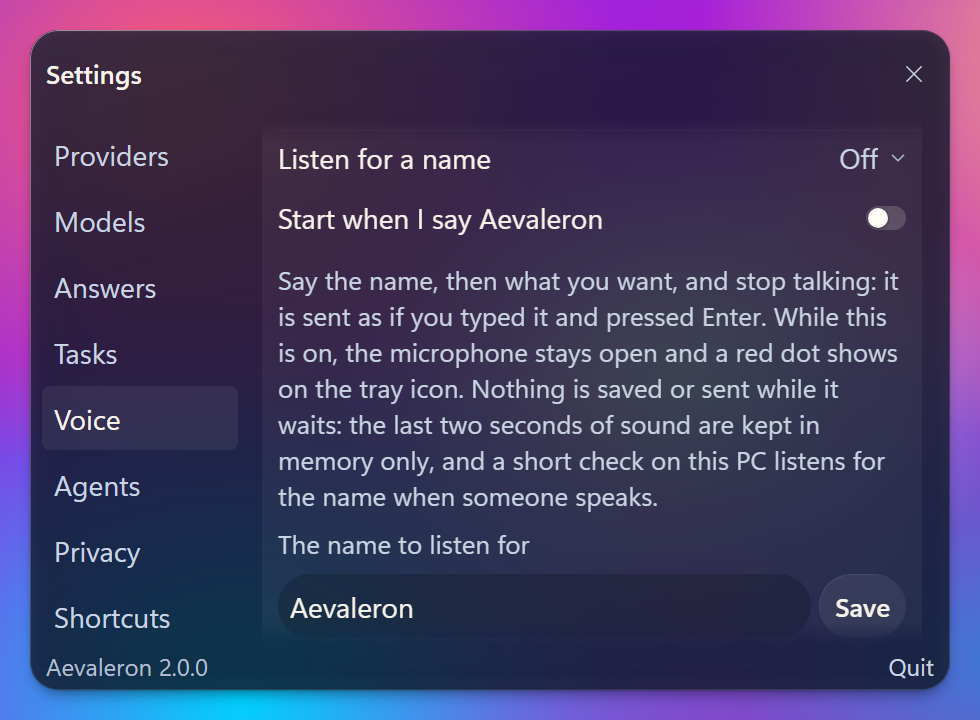 Settings
Providers
Models
Answers
Tasks
Voice
Agents
Privacy
Shortcuts
Listen for a name
Off
Start when I say Aevaleron
Say the name, then what you want, and stop talking: it
is sent as if you typed it and pressed Enter. While this
is on, the microphone stays open and a red dot shows
on the tray icon. Nothing is saved or sent while it
waits: the last two seconds of sound are kept in
memory only, and a short check on this PC listens for
the name when someone speaks.
The name to listen for
Aevaleron
Save
Aevaleron 2.0.0
Quit